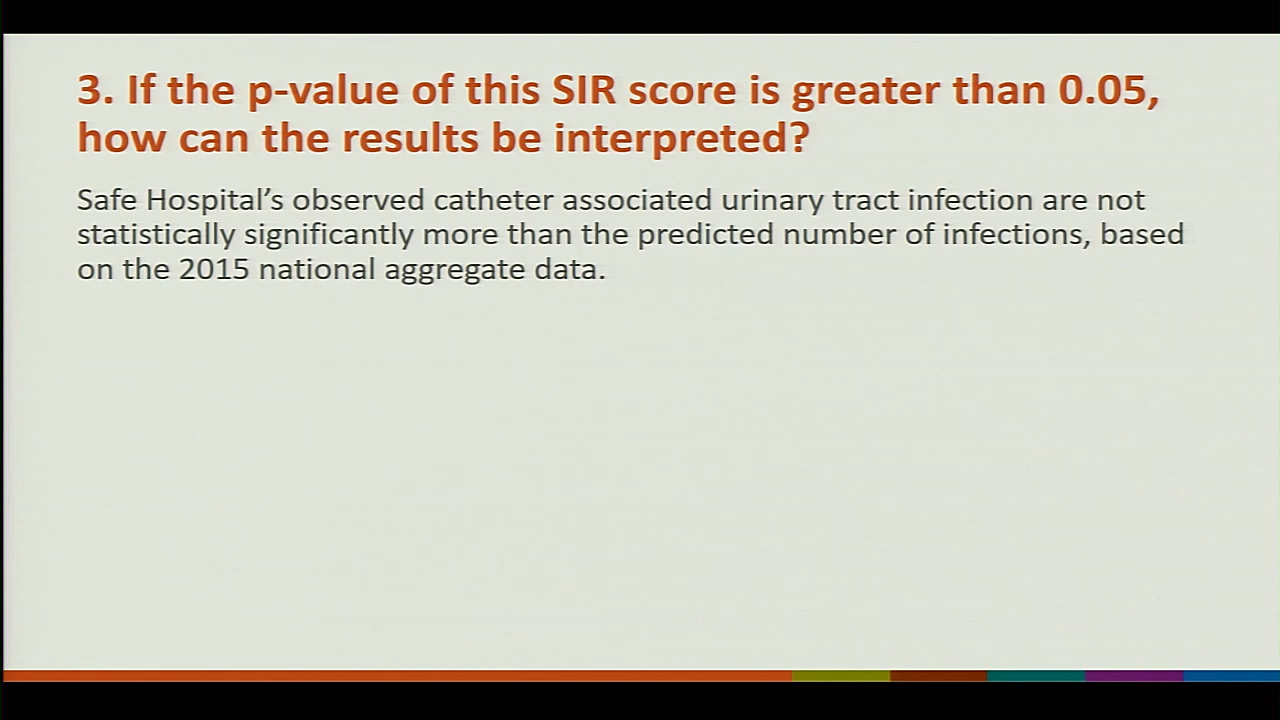 3. If the p-value of this SIR score is greater than 0.05,
how can the results be interpreted?
Safe Hospital’s observed catheter associated urinary tract infection are not
statistically significantly more than the predicted number of infections, based
on the 2015 national aggregate data.